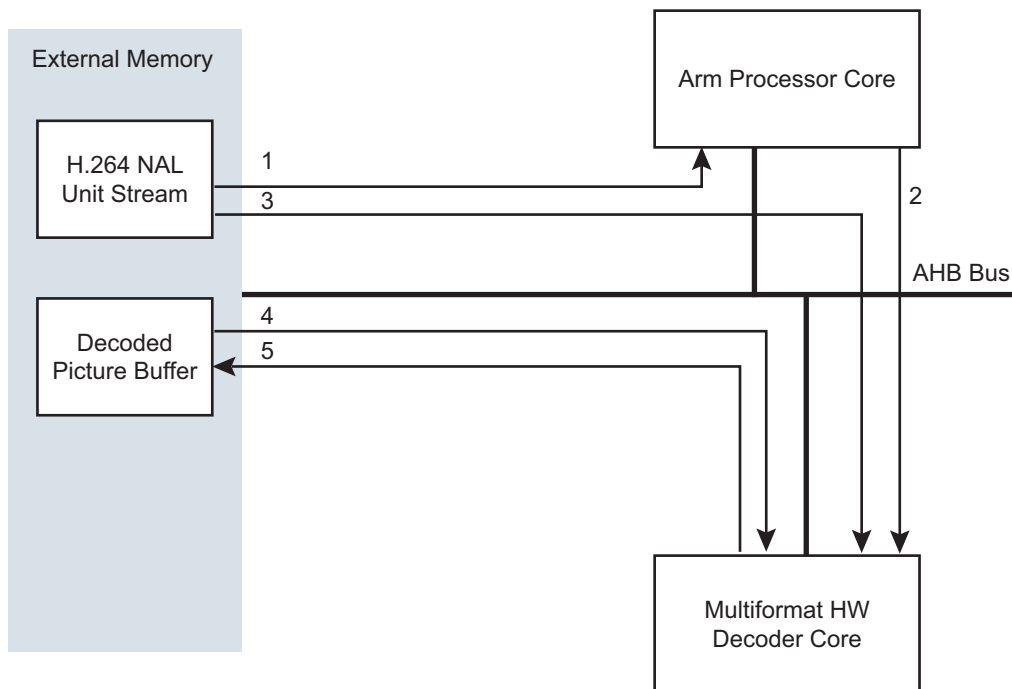 External Memory
Arm Processor Core
H.264 NAL
Unit Stream
1
3
2
AHB Bus
Decoded
Picture Buffer
4
5
Multiformat HW
Decoder Core